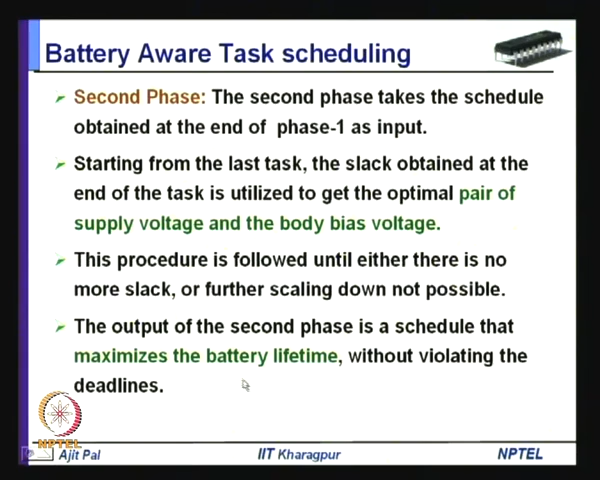 Battery Aware Task scheduling
Second Phase: The second phase takes the schedule
obtained at the end of phase-1 as input.
Starting from the last task, the slack obtained at the
end of the task is utilized to get the optimal pair of
supply voltage and the body bias voltage.
This procedure is followed until either there is no
more slack, or further scaling down not possible.
The output of the second phase is a schedule that
maximizes the battery lifetime, without violating the
deadlines.
NPTEL
Ajit Pal
IIT Kharagpur
NPTEL